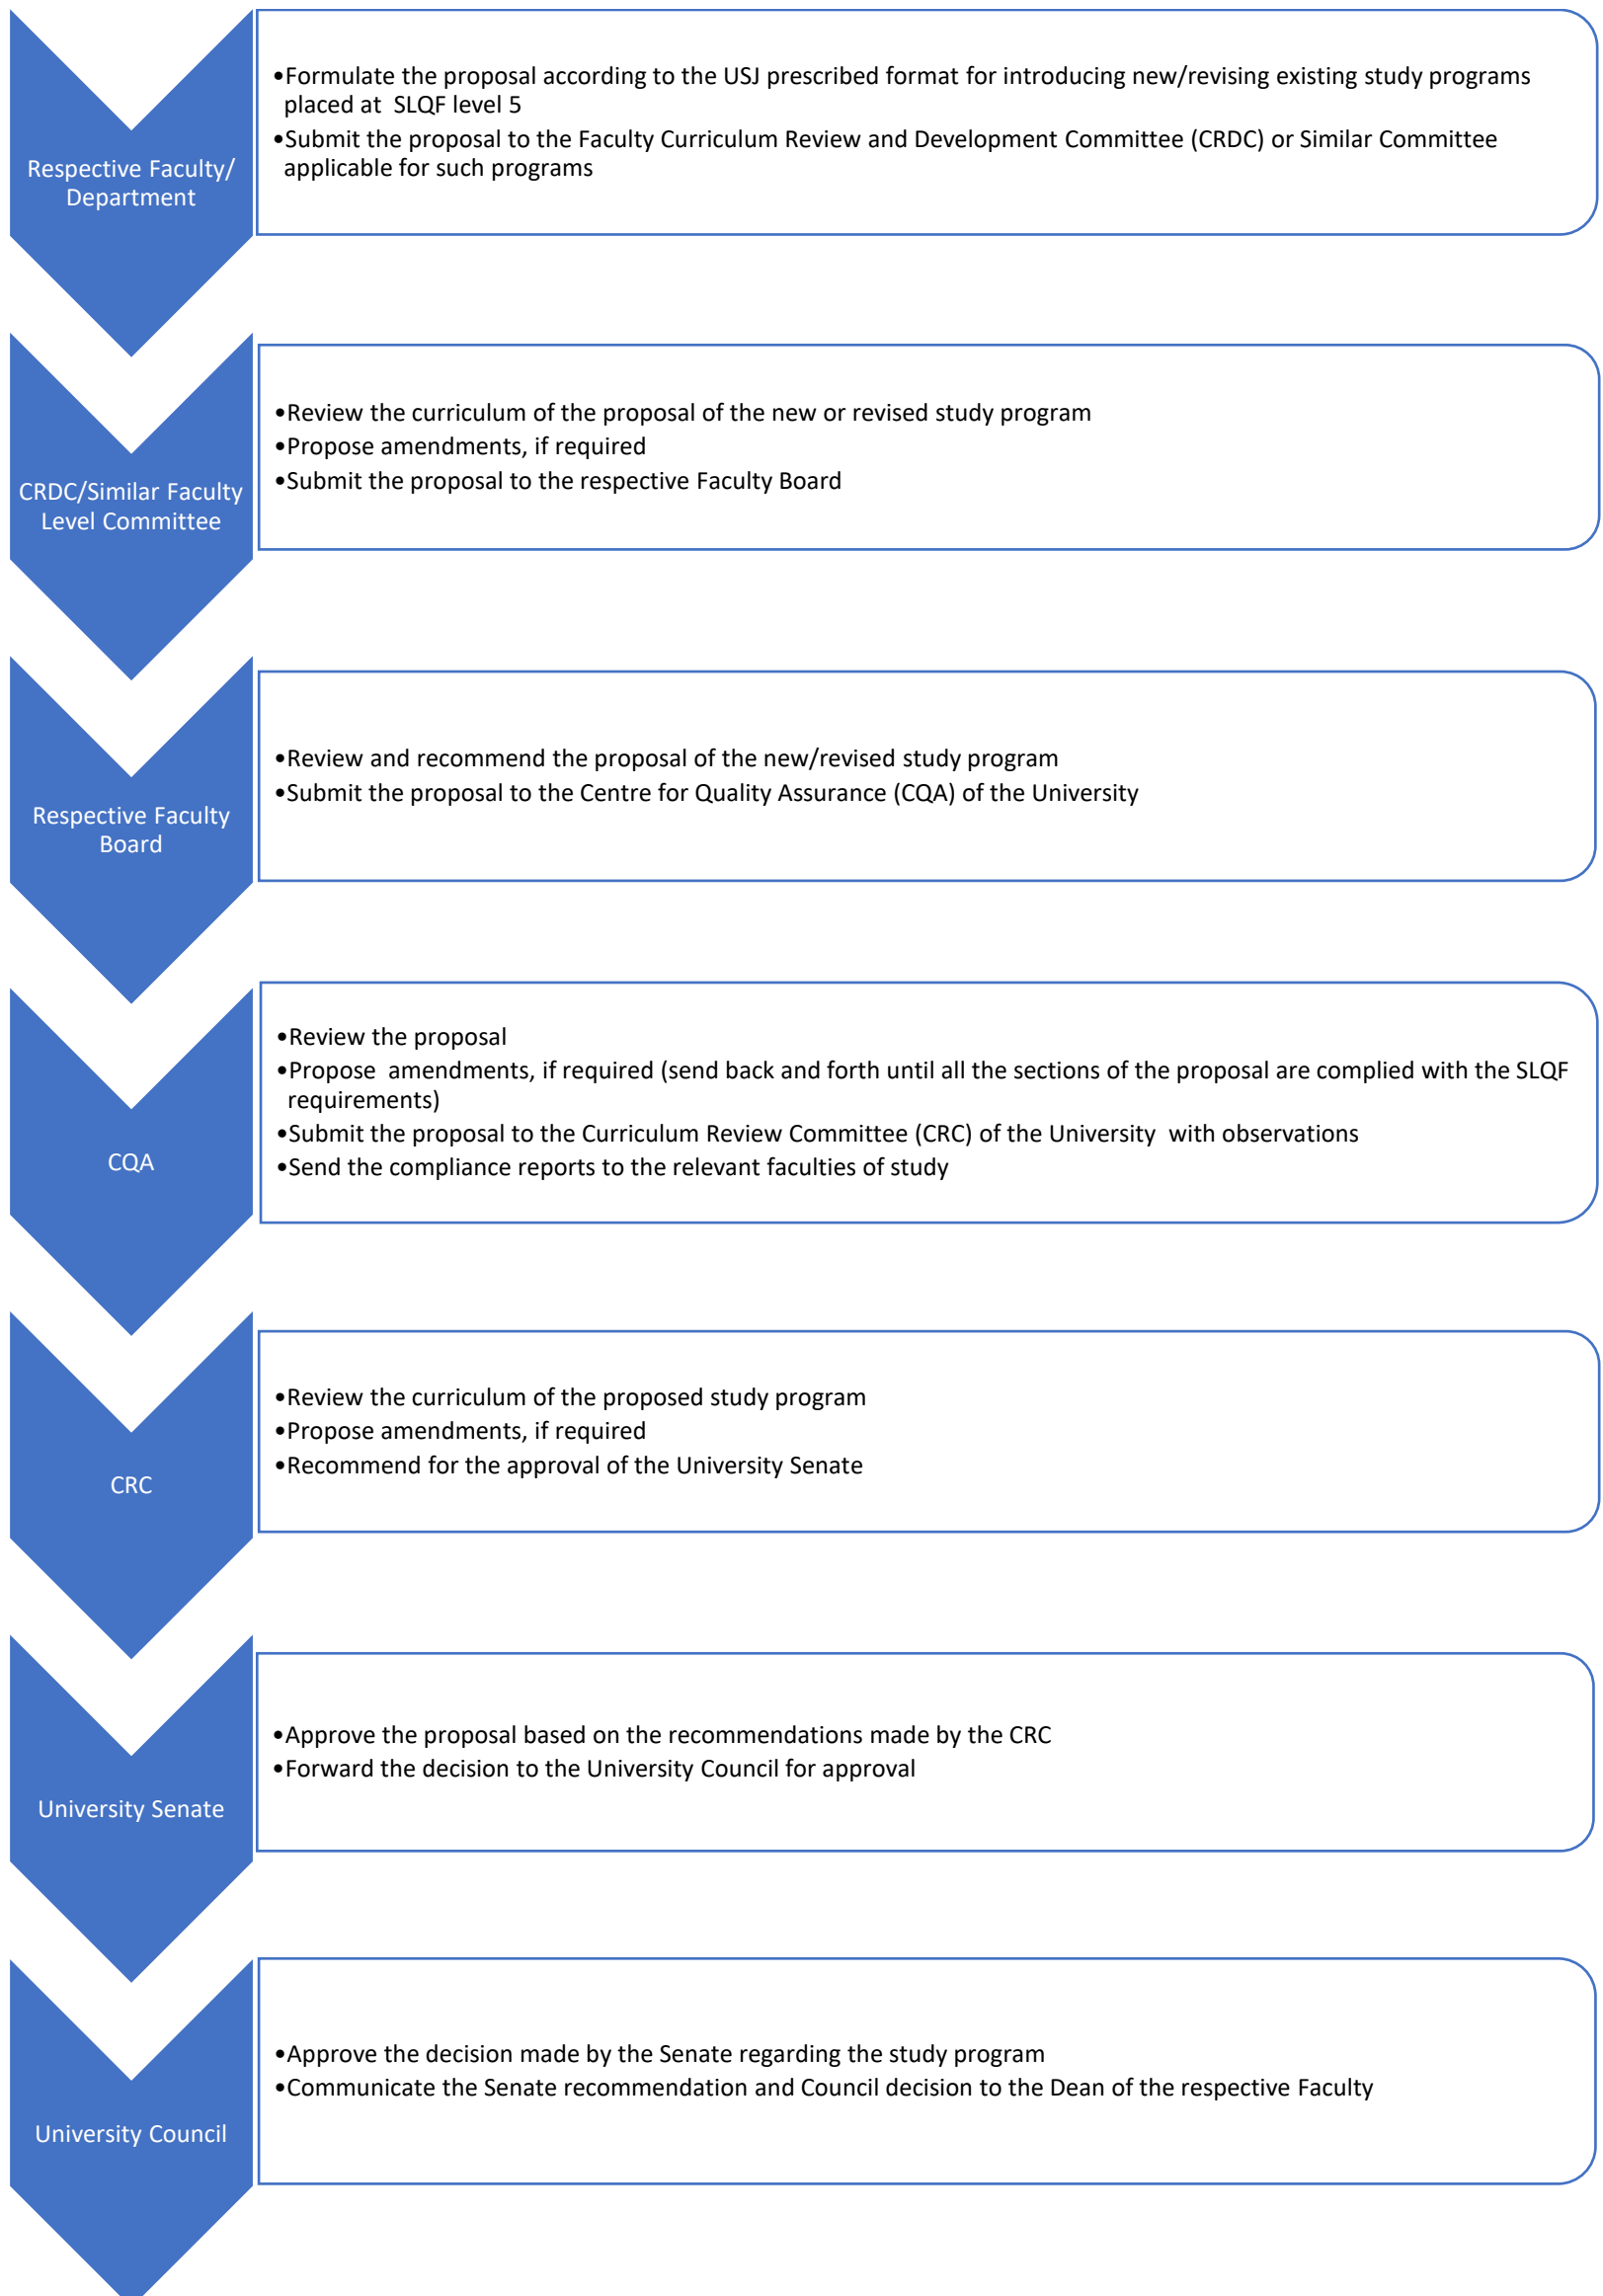 Respective Faculty/
Department
•Formulate the proposal according to the USJ prescribed format for introducing new/revising existing study programs
placed at  SLQF level 5
•Submit the proposal to the Faculty Curriculum Review and Development Committee (CRDC) or Similar Committee
applicable for such programs
CRDC/Similar Faculty
Level Committee
•Review the curriculum of the proposal of the new or revised study program
•Propose amendments, if required
•Submit the proposal to the respective Faculty Board
Respective Faculty
Board
•Review and recommend the proposal of the new/revised study program
•Submit the proposal to the Centre for Quality Assurance (CQA) of the University
CQA
•Review the proposal
•Propose  amendments, if required (send back and forth until all the sections of the proposal are complied with the SLQF
requirements)
•Submit the proposal to the Curriculum Review Committee (CRC) of the University  with observations
•Send the compliance reports to the relevant faculties of study
CRC
•Review the curriculum of the proposed study program
•Propose amendments, if required
•Recommend for the approval of the University Senate
University Senate
•Approve the proposal based on the recommendations made by the CRC
•Forward the decision to the University Council for approval
University Council
•Approve the decision made by the Senate regarding the study program
•Communicate the Senate recommendation and Council decision to the Dean of the respective Faculty